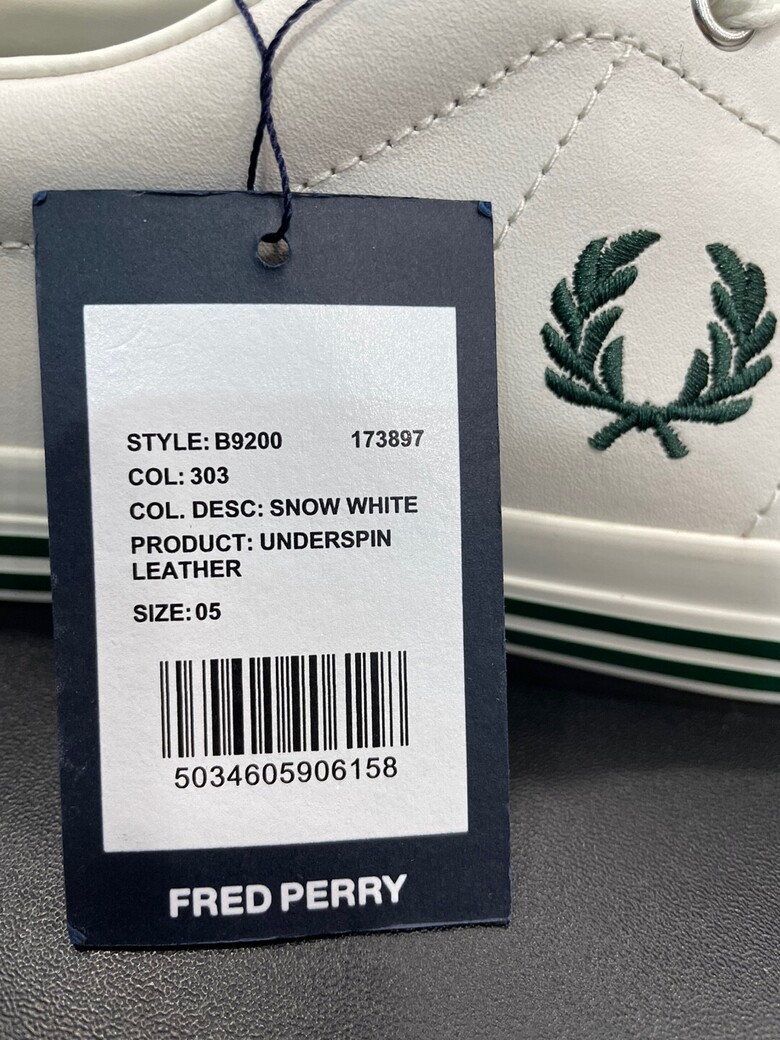 STYLE: B9200 173897
COL: 303
COL. DESC: SNOW WHITE
PRODUCT: UNDERSPIN
LEATHER
SIZE: 05
5034605906158
FRED PERRY